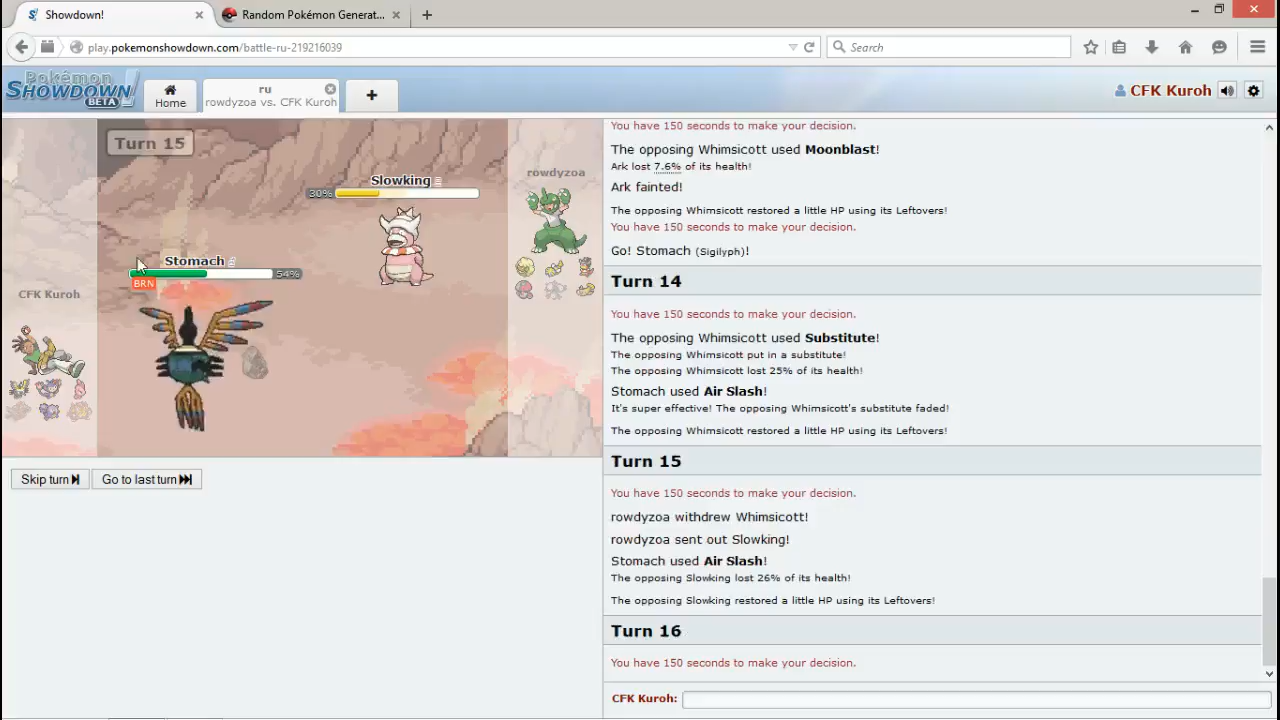 Showdown!
Random Pokémon Generat...
play.pokemonshowdown.com/battle-ru-219216039
Search
Pokémon
SHOWDOWN
BETA
Home
ru
rowdyzoa vs. CFK Kuroh
CFK Kuroh
Turn 15
Slowking
30%
rowdyzoa
Stomach
54%
BRN
CFK Kuroh
Skip turn
Go to last turn
You have 150 seconds to make your decision.
The opposing Whimsicott used Moonblast!
Ark lost 7.6% of its health!
Ark fainted!
The opposing Whimsicott restored a little HP using its Leftovers!
You have 150 seconds to make your decision.
Go! Stomach (Sigilyph)!
Turn 14
You have 150 seconds to make your decision.
The opposing Whimsicott used Substitute!
The opposing Whimsicott put in a substitute!
The opposing Whimsicott lost 25% of its health!
Stomach used Air Slash!
It's super effective! The opposing Whimsicott's substitute faded!
The opposing Whimsicott restored a little HP using its Leftovers!
Turn 15
You have 150 seconds to make your decision.
rowdyzoa withdrew Whimsicott!
rowdyzoa sent out Slowking!
Stomach used Air Slash!
The opposing Slowking lost 26% of its health!
The opposing Slowking restored a little HP using its Leftovers!
Turn 16
You have 150 seconds to make your decision.
CFK Kuroh: